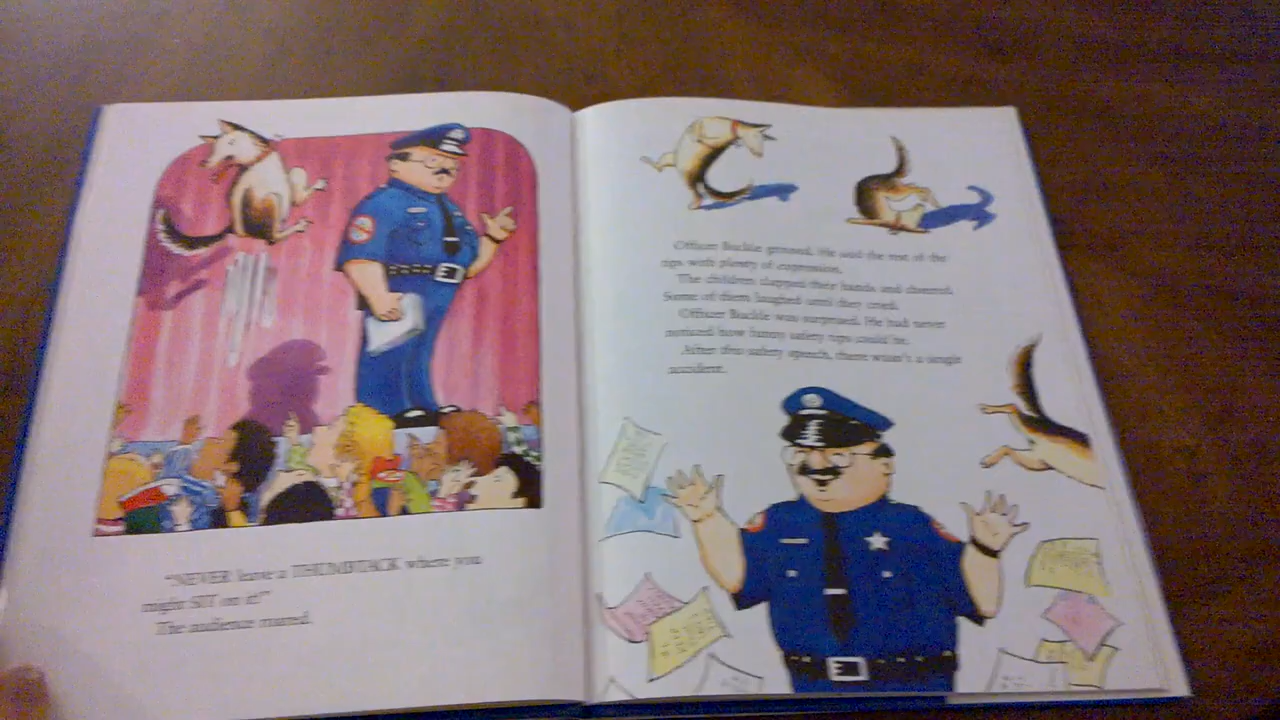 "NEVER leave a THUMBTACK where you
might SIT on it!"
The audience roared.
Officer Buckle grinned. He said the rest of the
tips with plenty of expression.
The children clapped their hands and cheered.
Some of them laughed until they cried.
Officer Buckle was surprised. He had never
noticed how funny safety tips could be.
After this safety speech, there wasn't a single
accident.